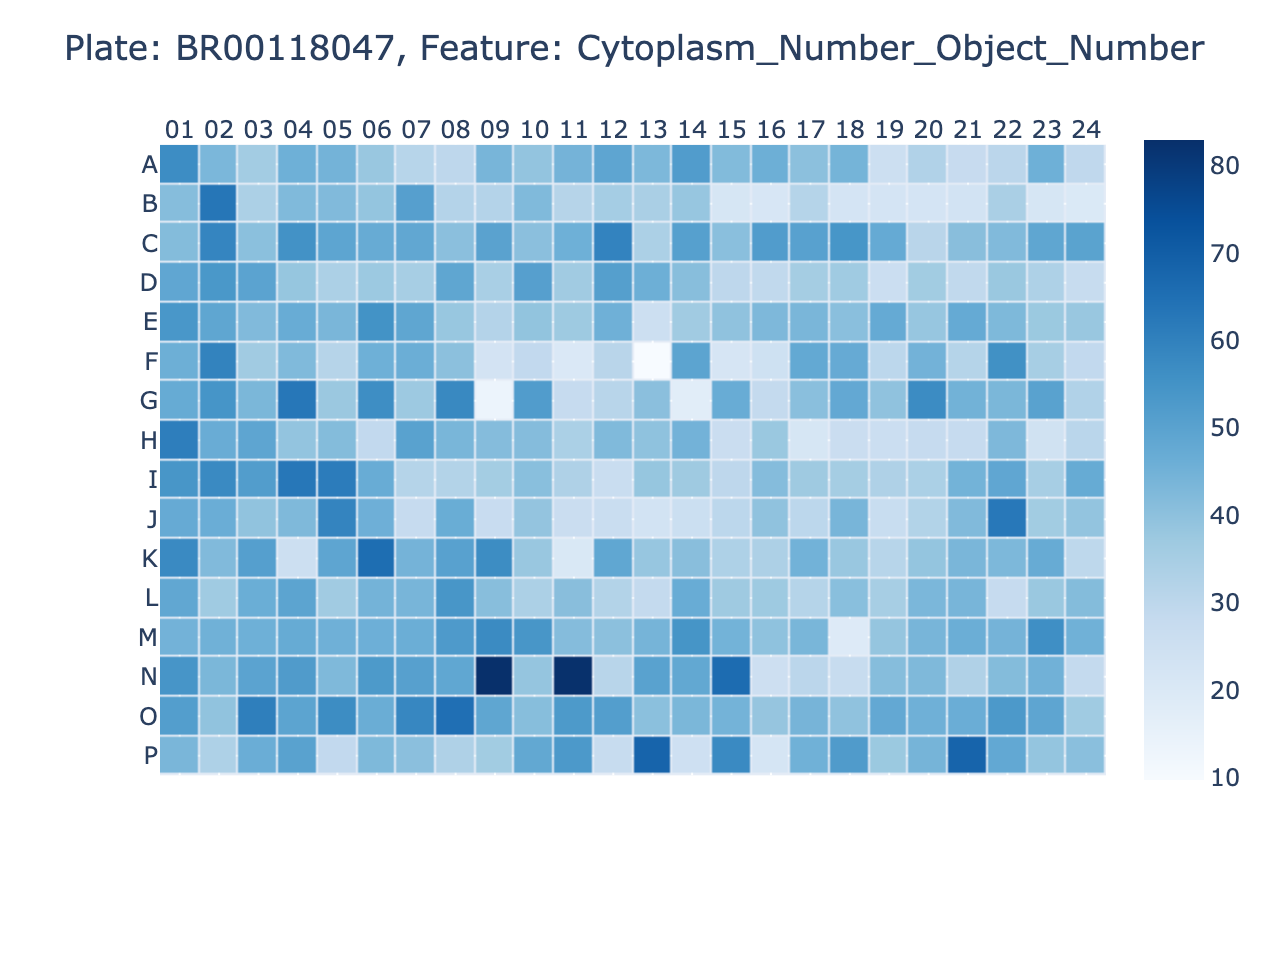 Plate: BR00118047, Feature: Cytoplasm_Number_Object_Number
01 02 03 04 05 06 07 08 09 10 11 12 13 14 15 16 17 18 19 20 21 22 23 24
A
B
C
D
E
F
G
H
I
J
K
L
M
N
O
P
80
70
60
50
40
30
20
10